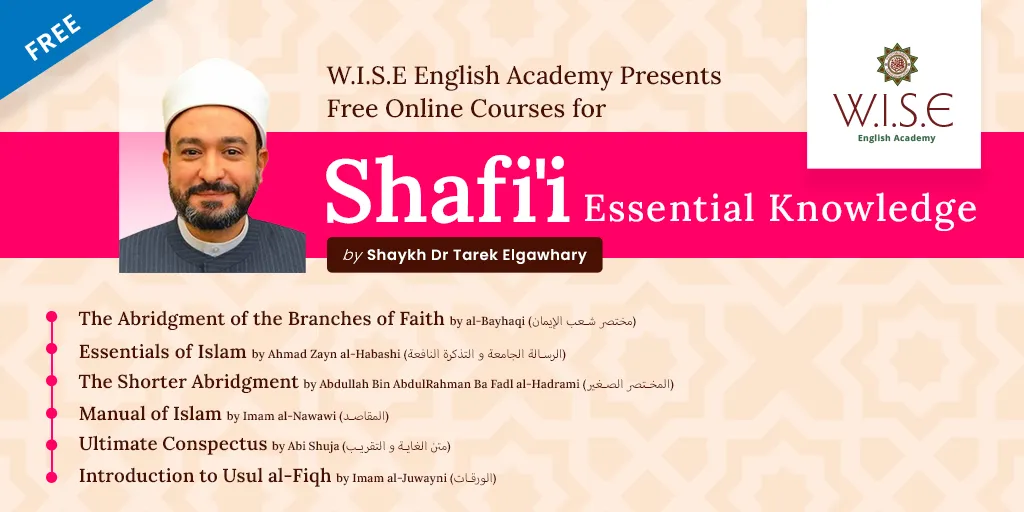 FREE
W.I.S.E English Academy Presents
Free Online Courses for
W.I.S.E
English Academy
Shafi'i Essential Knowledge
by Shaykh Dr Tarek Elgawhary
The Abridgment of the Branches of Faith by al-Bayhaqi (مختصر شعب الإيمان)
Essentials of Islam by Ahmad Zayn al-Habashi (الرسالة الجامعة و التذكرة النافعة)
The Shorter Abridgment by Abdullah Bin AbdulRahman Ba Fadl al-Hadrami (المختصر الصغير)
Manual of Islam by Imam al-Nawawi (المقاصد)
Ultimate Conspectus by Abi Shuja (متن الغاية و التقريب)
Introduction to Usul al-Fiqh by Imam al-Juwayni (الورقات)